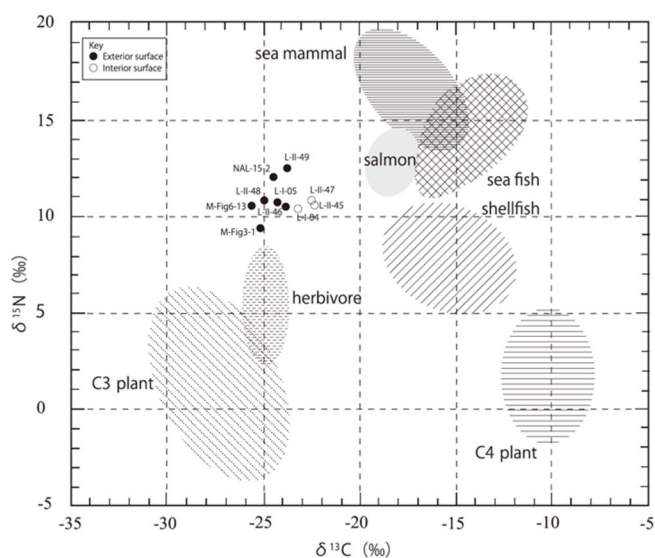 20
Key
● Exterior surface
○ Interior surface
sea mammal
15
L-II-49
NAL-15-2
salmon
sea fish
L-II-48
L-I-05
L-II-47
M-Fig6-13
L-II-46
L-II-45
shellfish
10
L-I-04
M-Fig3-1
δ 15N (‰)
herbivore
5
C3 plant
0
C4 plant
-5
-35
-30
-25
-20
-15
-10
-5
δ 13C (‰)